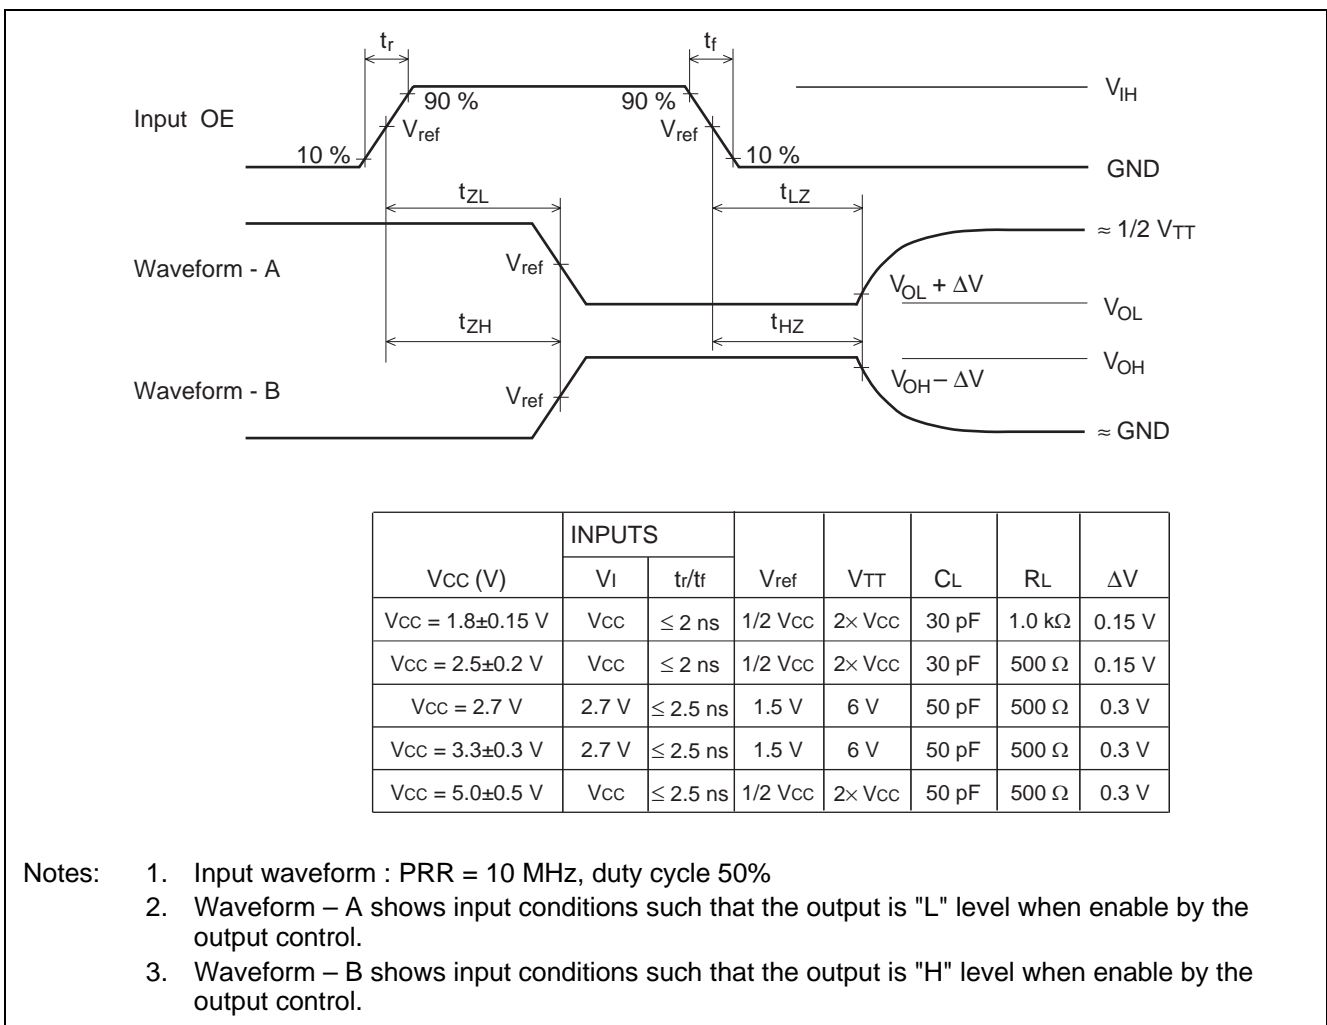 tr
tf
VIH
90 %
90 %
Input OE
Vref
Vref
10 %
10 %
GND
tZL
tLZ
≈ 1/2 VTT
Waveform - A
Vref
VOL + ΔV
VOL
tZH
tHZ
VOH
VOH – ΔV
Waveform - B
Vref
≈ GND
INPUTS
VCC (V) VI tr/tf Vref VTT CL RL ΔV
VCC = 1.8±0.15 V VCC ≤ 2 ns 1/2 VCC 2× VCC 30 pF 1.0 kΩ 0.15 V
VCC = 2.5±0.2 V VCC ≤ 2 ns 1/2 VCC 2× VCC 30 pF 500 Ω 0.15 V
VCC = 2.7 V 2.7 V ≤ 2.5 ns 1.5 V 6 V 50 pF 500 Ω 0.3 V
VCC = 3.3±0.3 V 2.7 V ≤ 2.5 ns 1.5 V 6 V 50 pF 500 Ω 0.3 V
VCC = 5.0±0.5 V VCC ≤ 2.5 ns 1/2 VCC 2× VCC 50 pF 500 Ω 0.3 V
Notes: 1. Input waveform : PRR = 10 MHz, duty cycle 50%
2. Waveform – A shows input conditions such that the output is "L" level when enable by the
output control.
3. Waveform – B shows input conditions such that the output is "H" level when enable by the
output control.